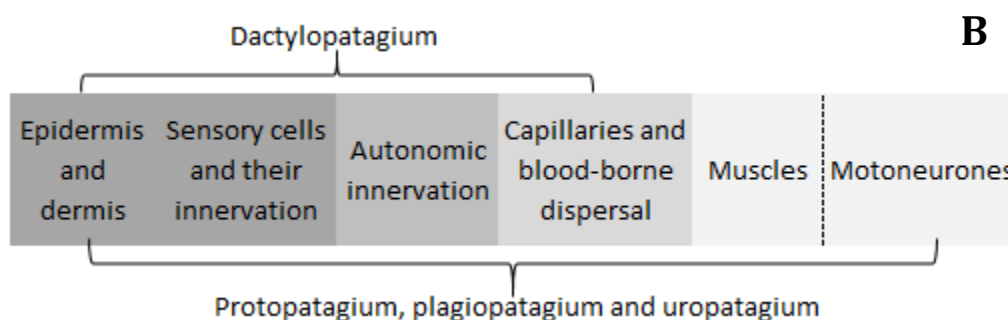 B
Dactylopatagium
Epidermis
and
dermis
Sensory cells
and their
innervation
Autonomic
innervation
Capillaries and
blood-borne
dispersal
Muscles
Motoneurones
Protopatagium, plagiopatagium and uropatagium